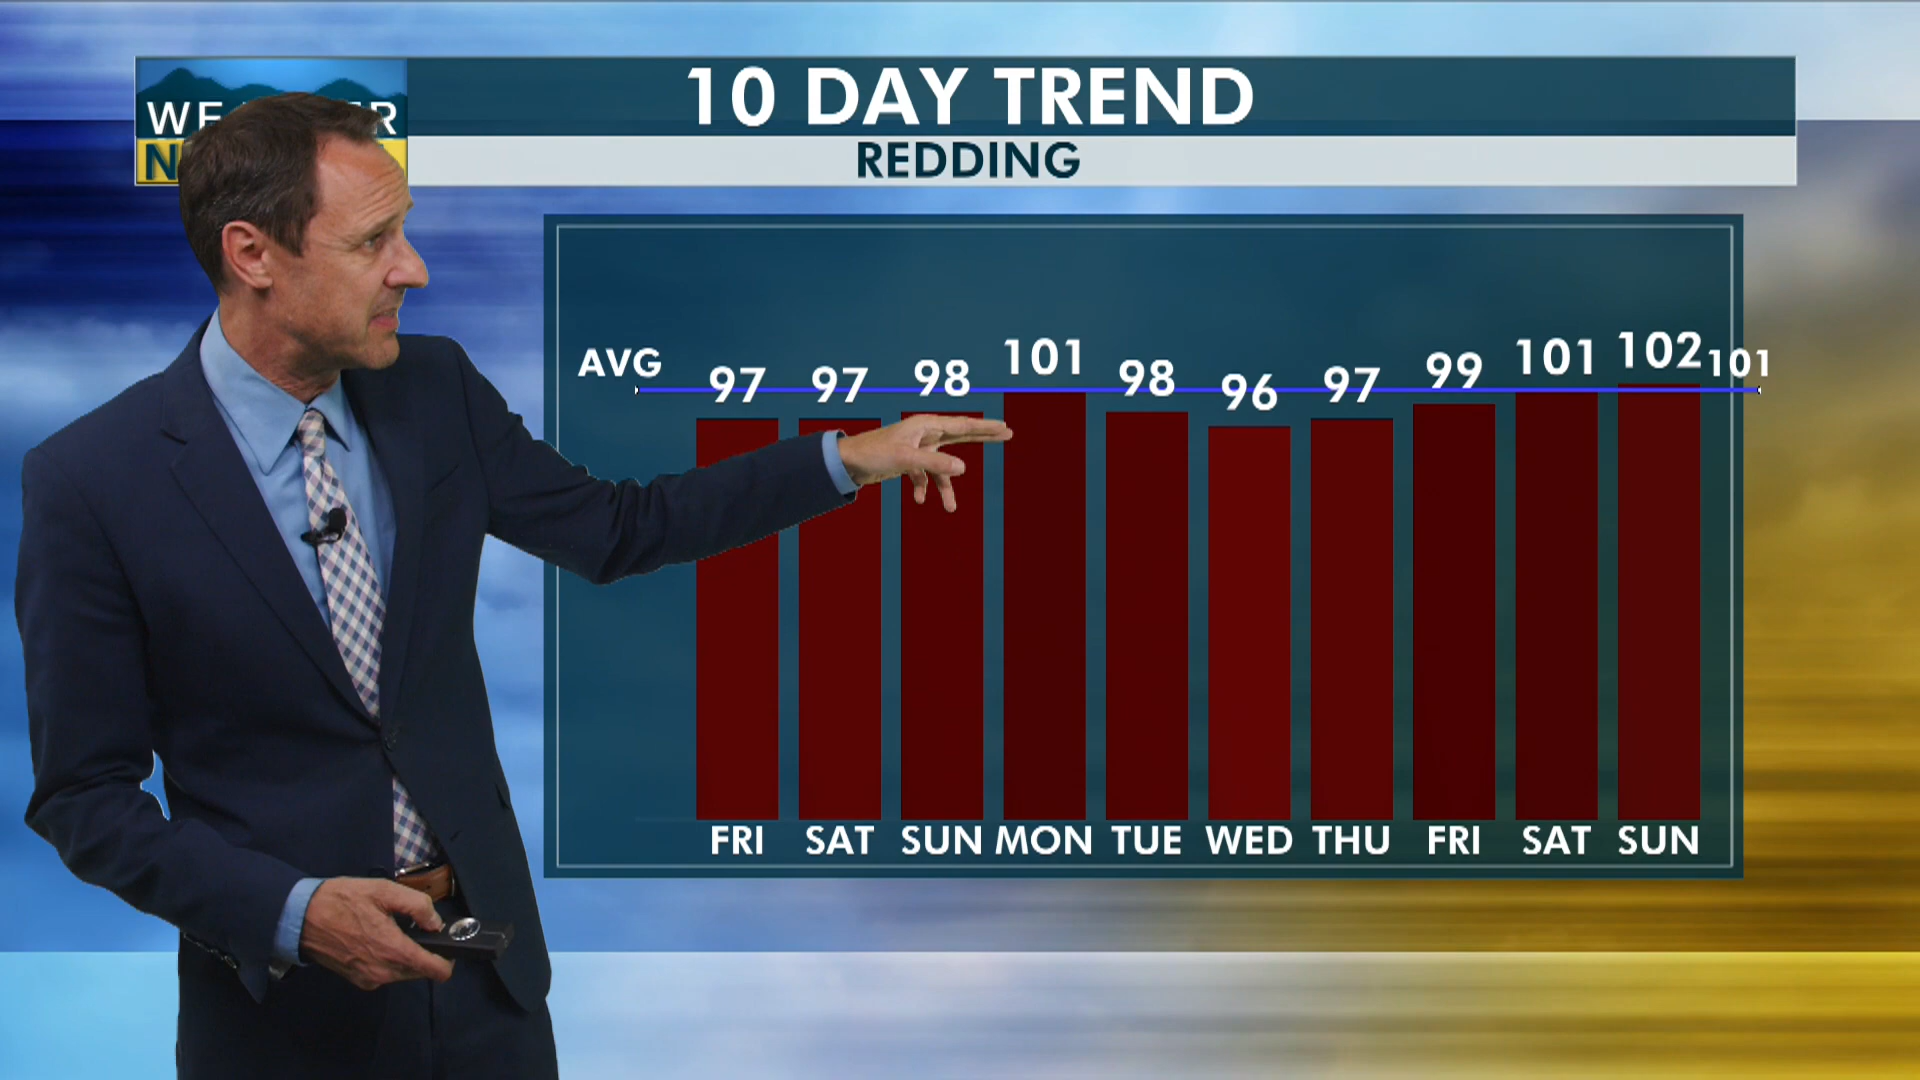 10 DAY TREND
REDDING
AVG 97 97 98 101 98 96 97 99 101 102 101
FRI SAT SUN MON TUE WED THU FRI SAT SUN